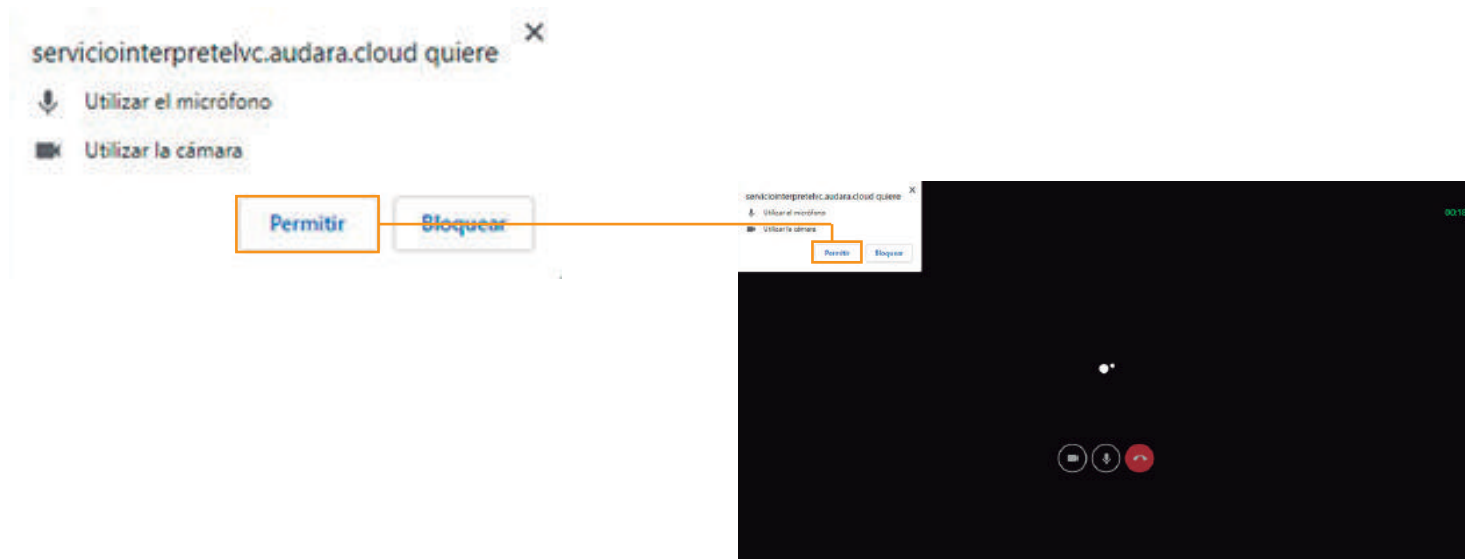 serviciointerpretelvc.audara.cloud quiere
Utilizar el micrófono
Utilizar la cámara
Permitir Bloquear
serviciointerpretelvc.audara.cloud quiere
Utilizar el micrófono
Utilizar la cámara
Permitir Bloquear